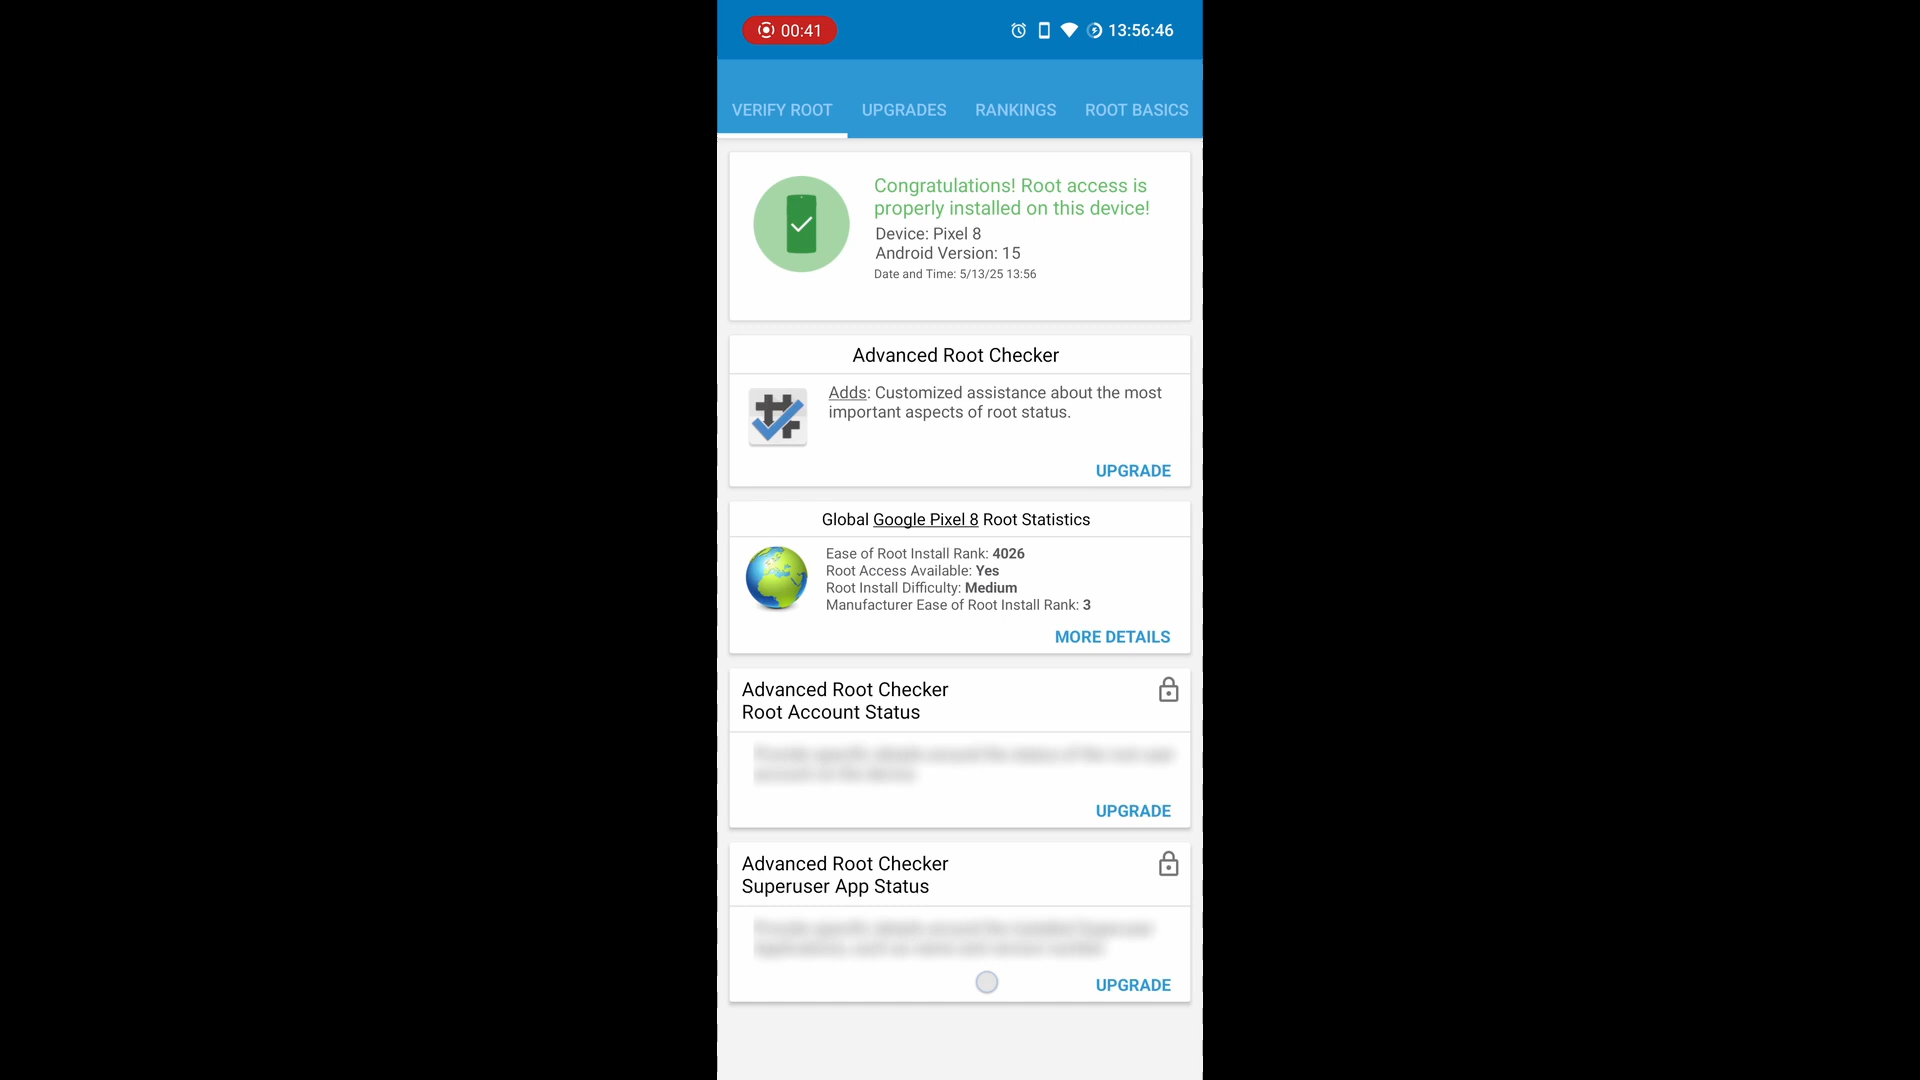 00:41
13:56:46
VERIFY ROOT
UPGRADES
RANKINGS
ROOT BASICS
Congratulations! Root access is
properly installed on this device!
Device: Pixel 8
Android Version: 15
Date and Time: 5/13/25 13:56
Advanced Root Checker
Adds: Customized assistance about the most
important aspects of root status.
UPGRADE
Global Google Pixel 8 Root Statistics
Ease of Root Install Rank: 4026
Root Access Available: Yes
Root Install Difficulty: Medium
Manufacturer Ease of Root Install Rank: 3
MORE DETAILS
Advanced Root Checker
Root Account Status
UPGRADE
Advanced Root Checker
Superuser App Status
UPGRADE